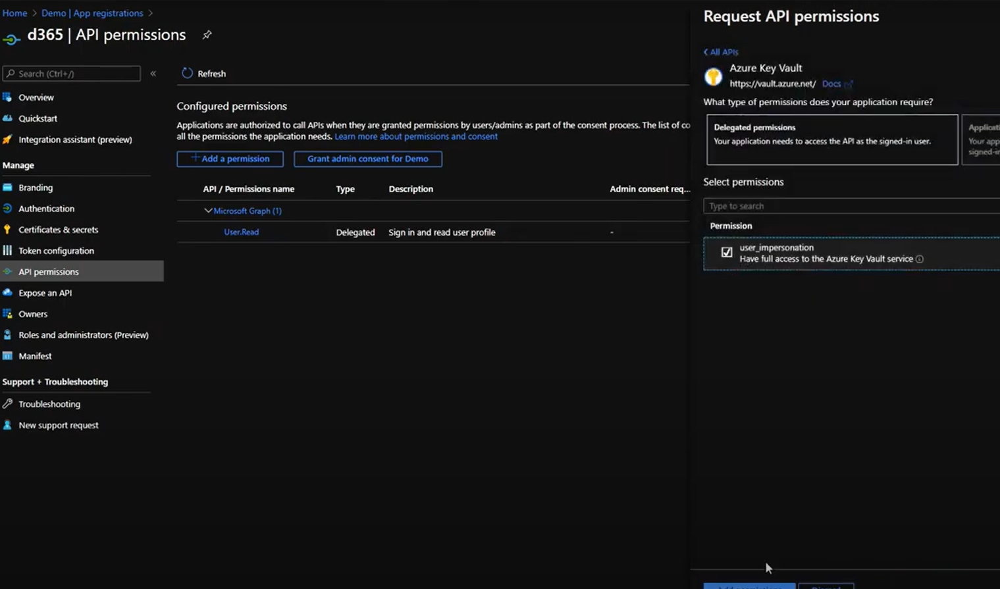 Home > Demo | App registrations >
d365 | API permissions
Search (Ctrl+/)
«
Overview
Quickstart
Integration assistant (preview)
Manage
Branding
Authentication
Certificates & secrets
Token configuration
API permissions
Expose an API
Owners
Roles and administrators (Preview)
Manifest
Support + Troubleshooting
Troubleshooting
New support request
Refresh
Configured permissions
Applications are authorized to call APIs when they are granted permissions by users/admins as part of the consent process. The list of co
all the permissions the application needs. Learn more about permissions and consent
+ Add a permission
Grant admin consent for Demo
API / Permissions name Type Description Admin consent req...
Microsoft Graph (1)
User.Read Delegated Sign in and read user profile -
Request API permissions
< All APIs
Azure Key Vault
https://vault.azure.net/ Docs
What type of permissions does your application require?
Delegated permissions
Your application needs to access the API as the signed-in user.
Applicati
Your app
signed-in
Select permissions
Type to search
Permission
user_impersonation
Have full access to the Azure Key Vault service